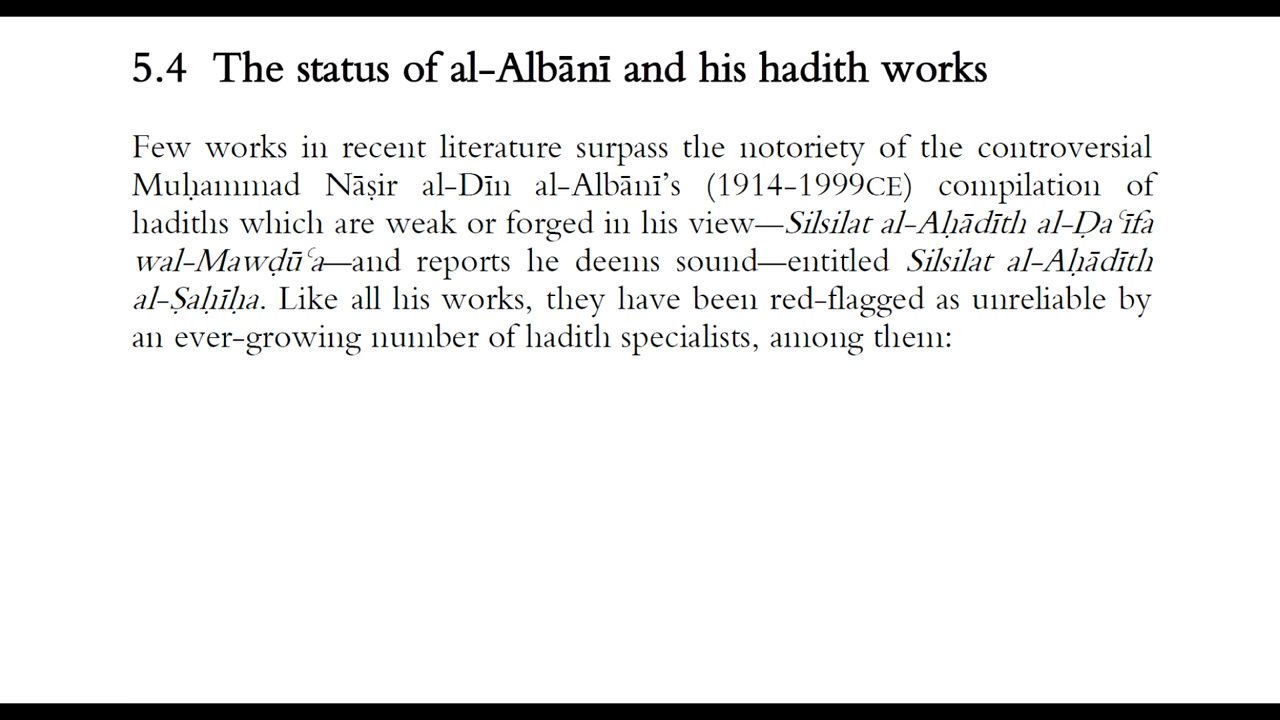 5.4 The status of al-Albānī and his hadith works
Few works in recent literature surpass the notoriety of the controversial
Muḥammad Nāṣir al-Dīn al-Albānī’s (1914-1999CE) compilation of
hadiths which are weak or forged in his view—Silsilat al-Aḥādīth al-Ḍaʿīfa
wal-Mawḍūʿa—and reports he deems sound—entitled Silsilat al-Aḥādīth
al-Ṣaḥīḥa. Like all his works, they have been red-flagged as unreliable by
an ever-growing number of hadith specialists, among them: